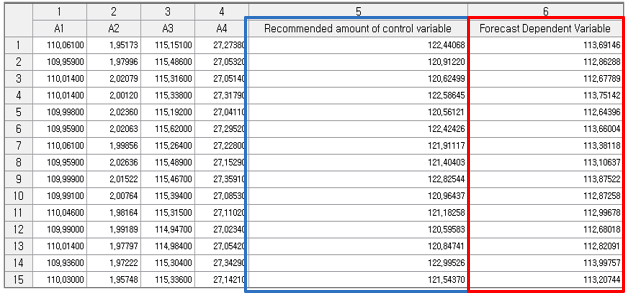 1 2 3 4 5 6
A1 A2 A3 A4 Recommended amount of control variable Forecast Dependent Variable
1 110,06100 1,95173 115,15100 27,27380 122,44068 113,69146
2 109,95900 1,97996 115,48600 27,05320 120,91220 112,86288
3 110,01400 2,02079 115,31600 27,05140 120,62499 112,67789
4 110,01400 2,00120 115,33800 27,31790 122,58645 113,75142
5 109,99800 2,02360 115,19200 27,04110 120,56121 112,64396
6 109,95900 2,02063 115,62000 27,29520 122,42426 113,66004
7 110,06100 1,99856 115,26400 27,22800 121,91117 113,38118
8 109,95900 2,02636 115,48900 27,15290 121,40403 113,10637
9 109,99900 2,01522 115,46700 27,35910 122,82544 113,87522
10 109,99100 2,00764 115,39400 27,08530 120,96437 112,87258
11 110,04600 1,98164 115,31500 27,11020 121,18258 112,99678
12 109,99000 1,99189 114,94700 27,02340 120,59583 112,68018
13 110,01400 1,97797 114,98400 27,05420 120,84741 112,82091
14 109,93600 1,97222 115,30400 27,34290 122,99526 113,99757
15 110,03000 1,95748 115,33600 27,14210 121,54370 113,20744